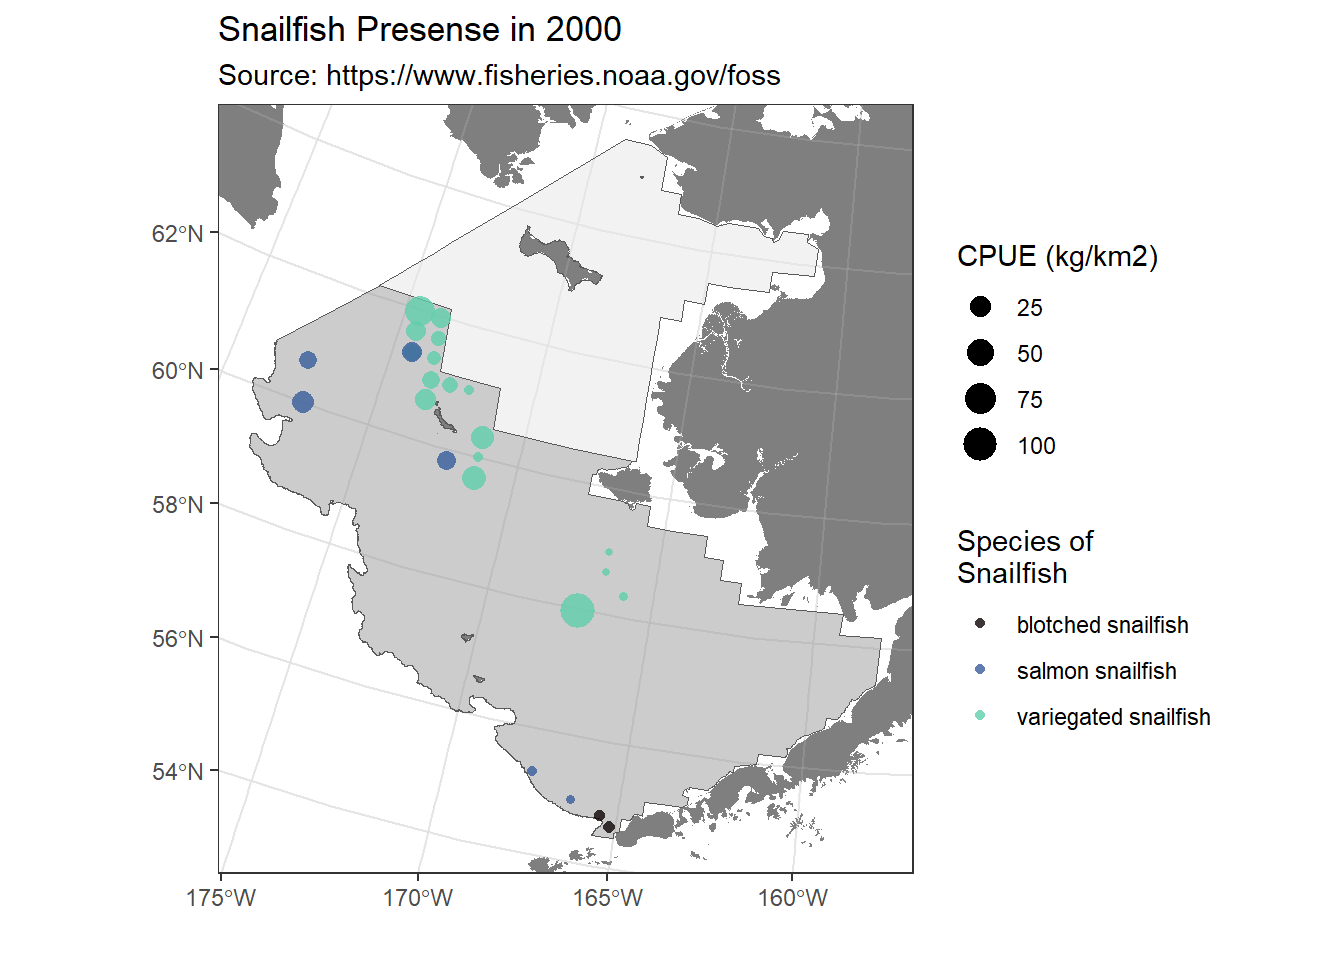 Snailfish Presense in 2000
Source: https://www.fisheries.noaa.gov/foss
62°N
60°N
58°N
56°N
54°N
175°W
170°W
165°W
160°W
CPUE (kg/km2)
25
50
75
100
Species of
Snailfish
blotched snailfish
salmon snailfish
variegated snailfish